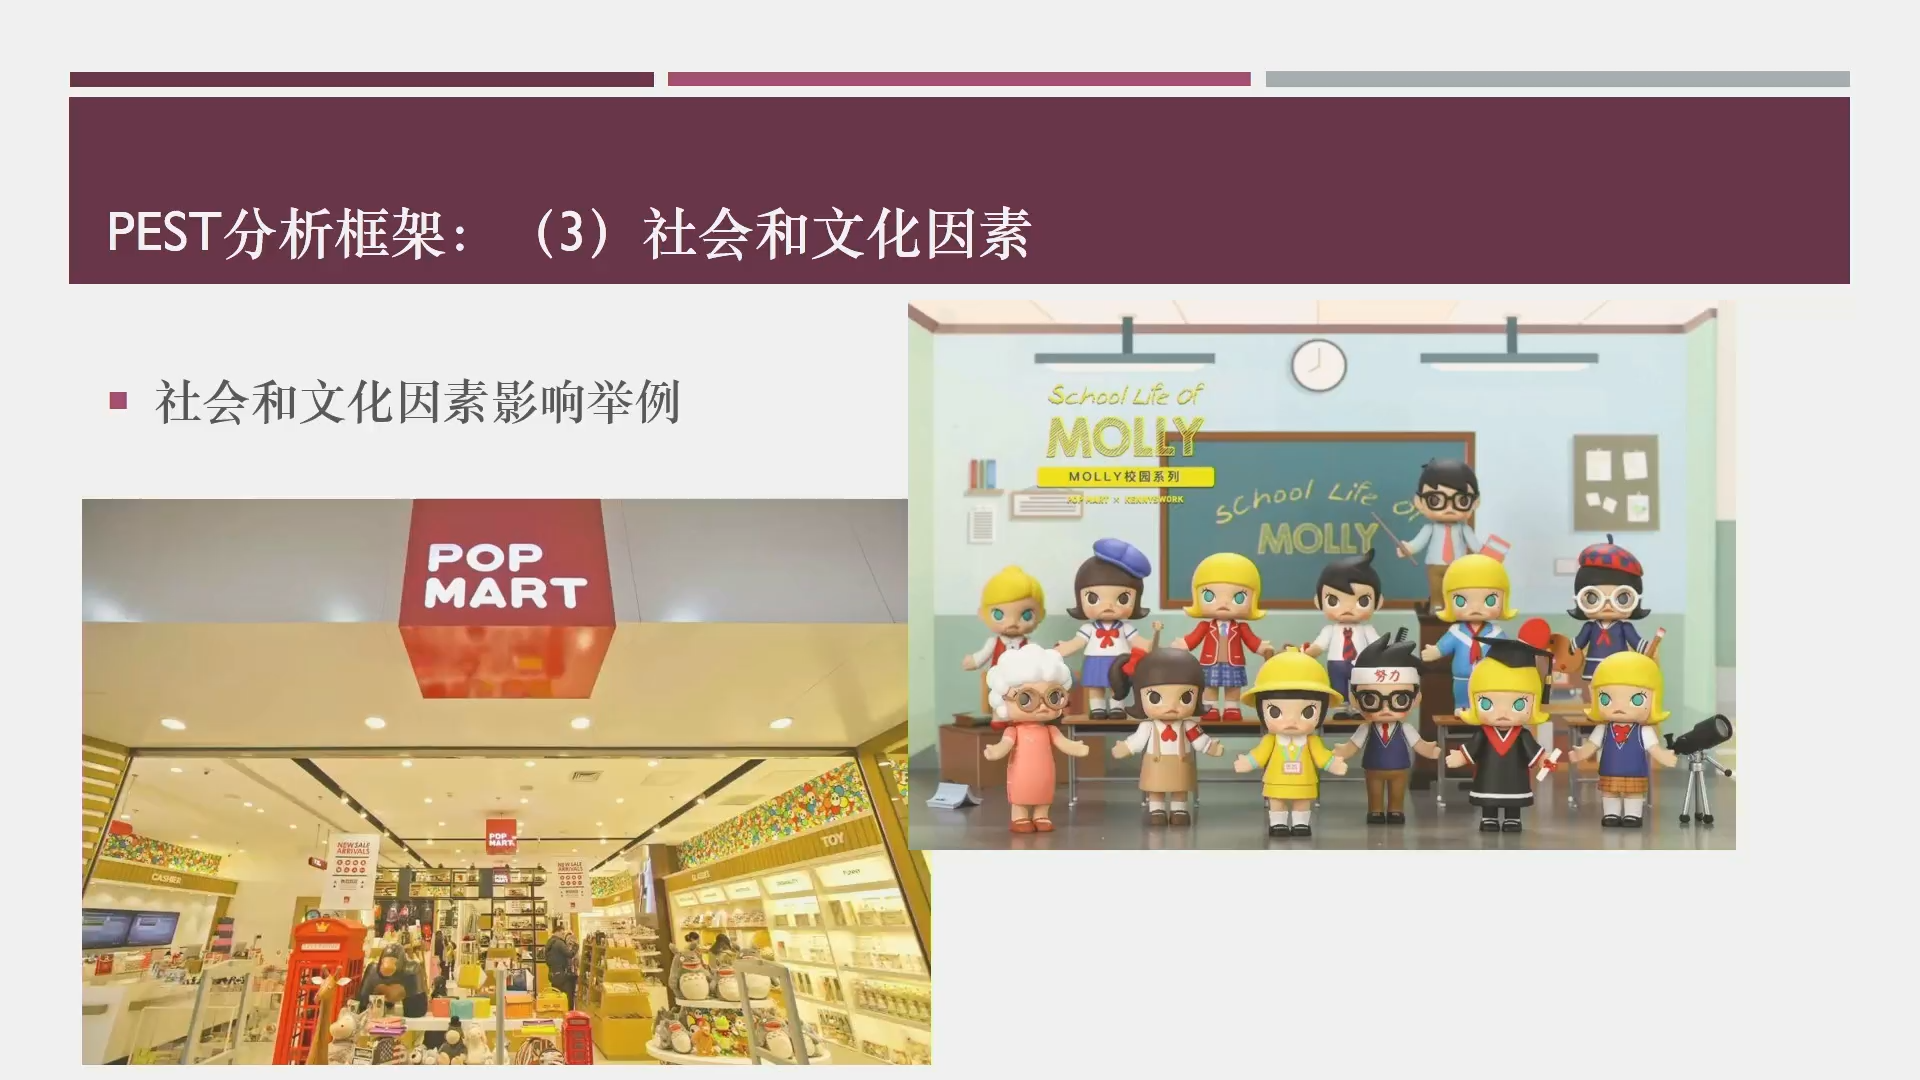 PEST分析框架：（3）社会和文化因素
社会和文化因素影响举例
School Life Of
MOLLY
MOLLY校园系列
POP MART × KENNYSWORK
School Life Of
MOLLY
努力
POP
MART
POP
MART
NEW SALE
ARRIVALS
NEW SALE
ARRIVALS
TOY
CASHIER